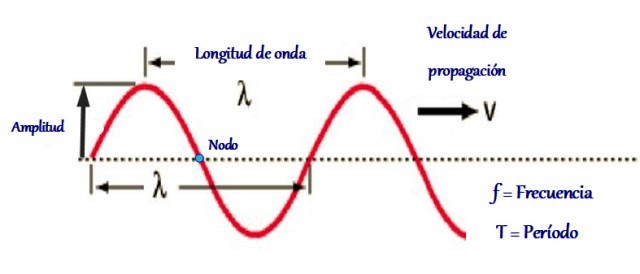 Longitud de onda
λ
Velocidad de
propagación
V
Amplitud
Nodo
λ
f = Frecuencia
T = Período